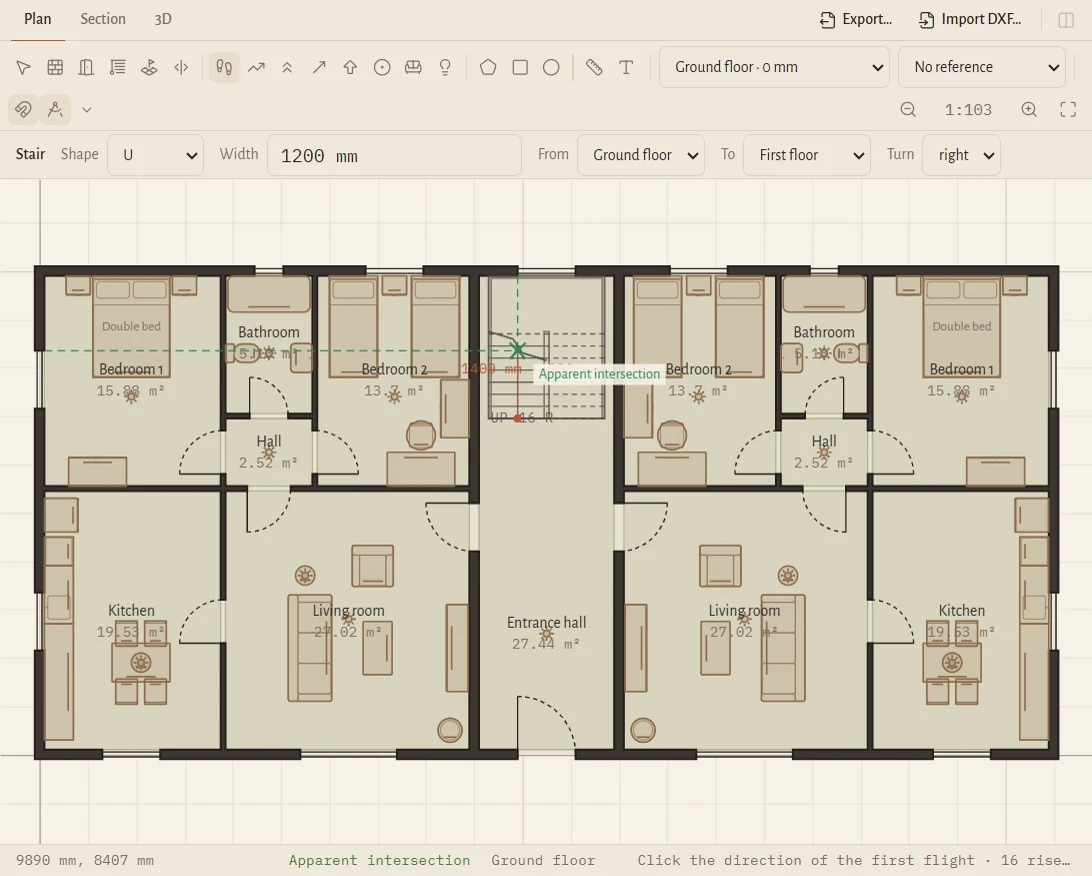 Plan Section 3D Export... Import DXF...
Ground floor · 0 mm No reference
1:103
Stair Shape U Width 1200 mm From Ground floor To First floor Turn right
Double bed Double bed
Bathroom Bathroom
Bedroom 1 Bedroom 2 1400 mm Apparent intersection Bedroom 2 Bedroom 1
15.88 m² 13.7 m² 13.7 m² 15.88 m²
UP 16 R
Hall Hall
2.52 m² 2.52 m²
Kitchen Living room Living room Kitchen
19.53 m² 27.02 m² 27.02 m² 19.53 m²
Entrance hall
27.44 m²
9890 mm, 8407 mm Apparent intersection Ground floor Click the direction of the first flight · 16 rise…